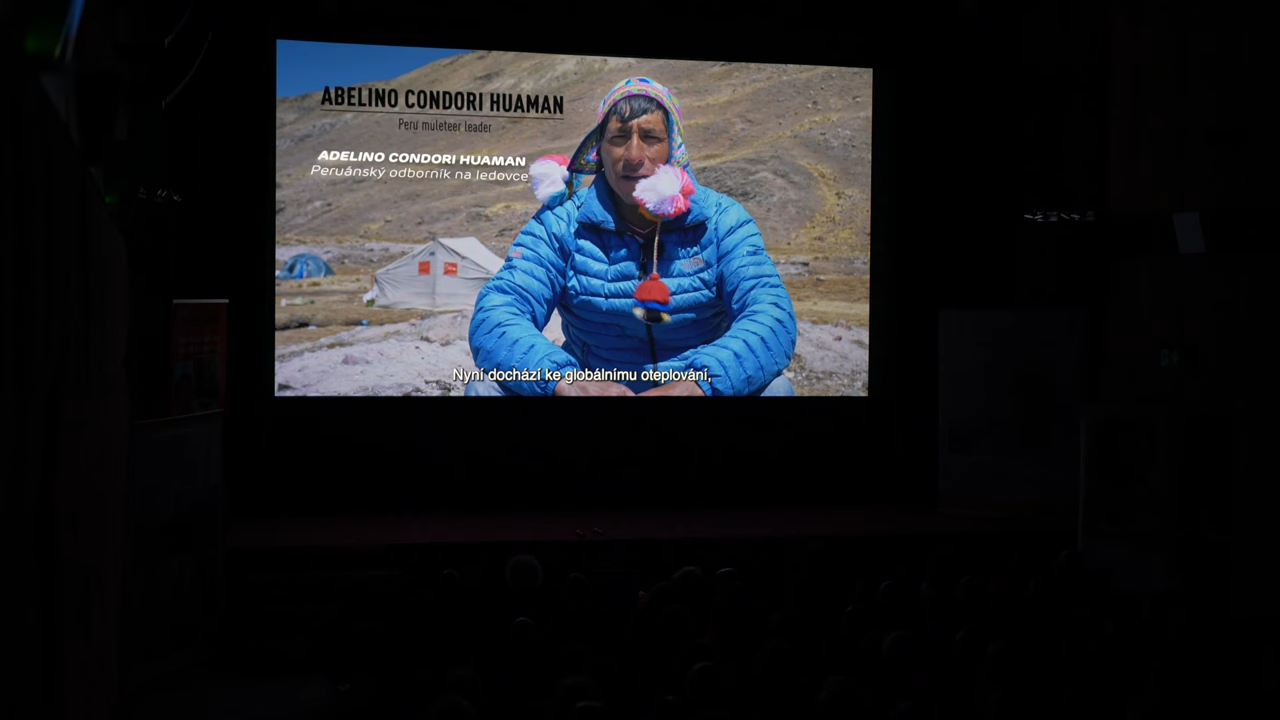 ABELINO CONDORI HUAMAN
Peru muleteer leader
ADELINO CONDORI HUAMAN
Peruánský odborník na ledovce
Nyní dochází ke globálnímu oteplování,